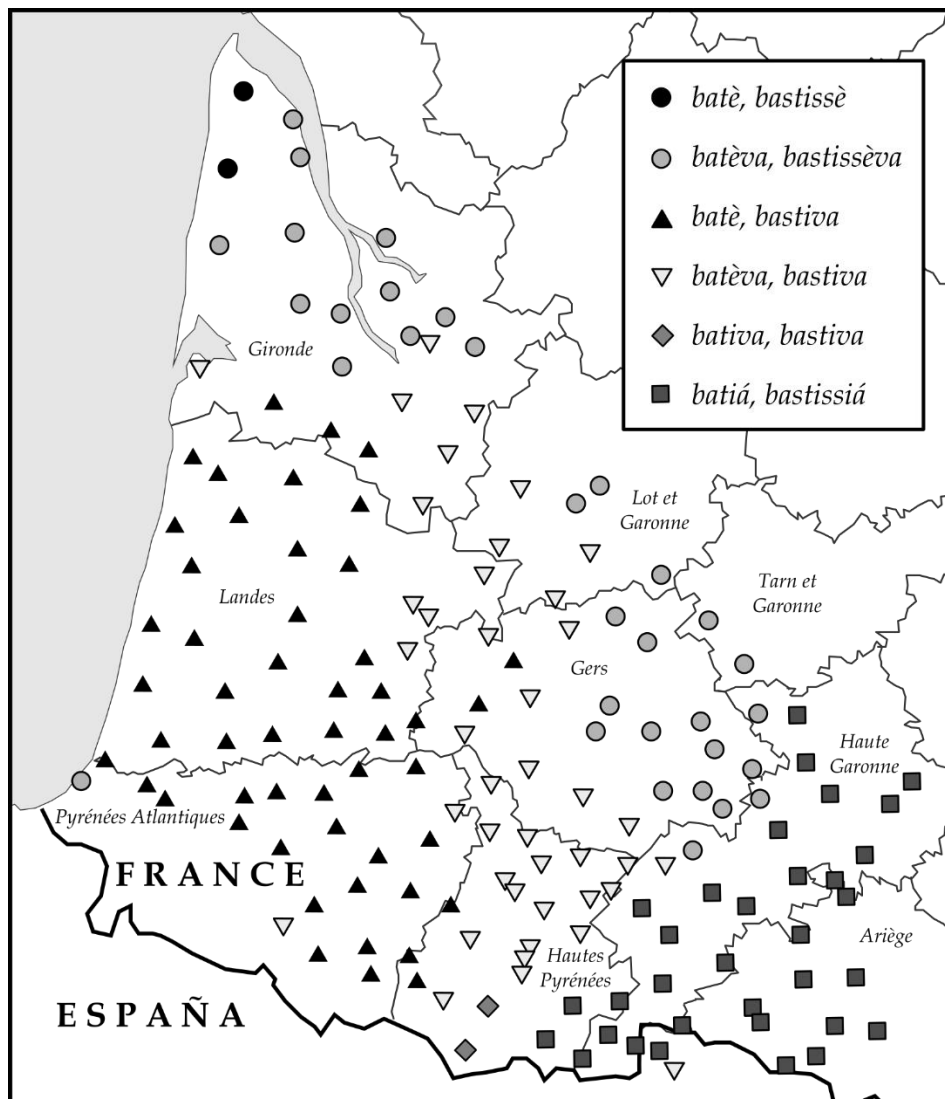 batè, bastissè
batèva, bastissèva
batè, bastiva
batèva, bastiva
bativa, bastiva
batiá, bastissiá
Gironde
Lot et
Garonne
Tarn et
Garonne
Landes
Gers
Haute
Garonne
Pyrénées Atlantiques
FRANCE
Ariège
Hautes
Pyrénées
ESPAÑA